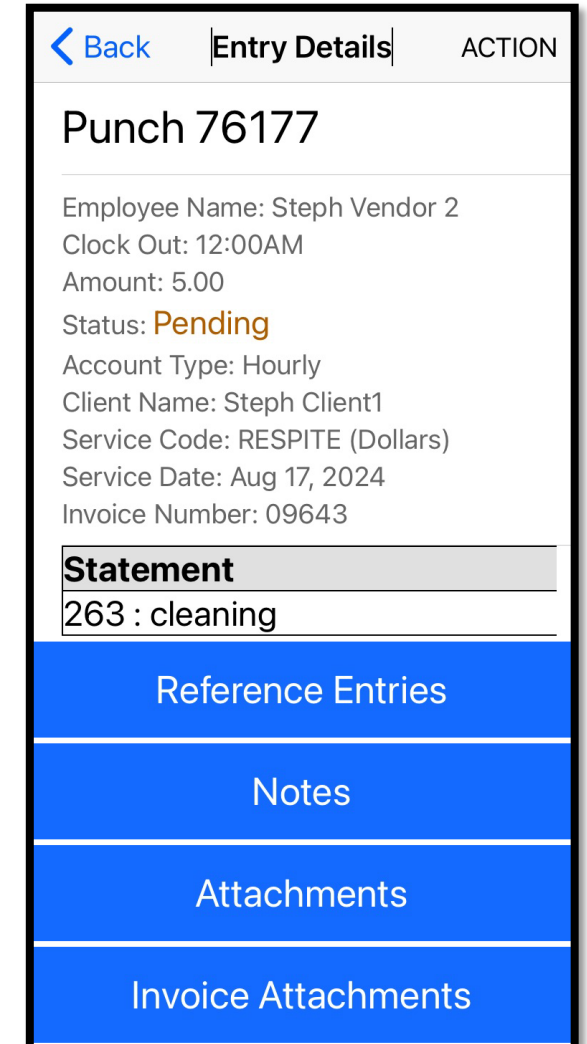 Back Entry Details ACTION
Punch 76177
Employee Name: Steph Vendor 2
Clock Out: 12:00AM
Amount: 5.00
Status: Pending
Account Type: Hourly
Client Name: Steph Client1
Service Code: RESPITE (Dollars)
Service Date: Aug 17, 2024
Invoice Number: 09643
Statement
263 : cleaning
Reference Entries
Notes
Attachments
Invoice Attachments